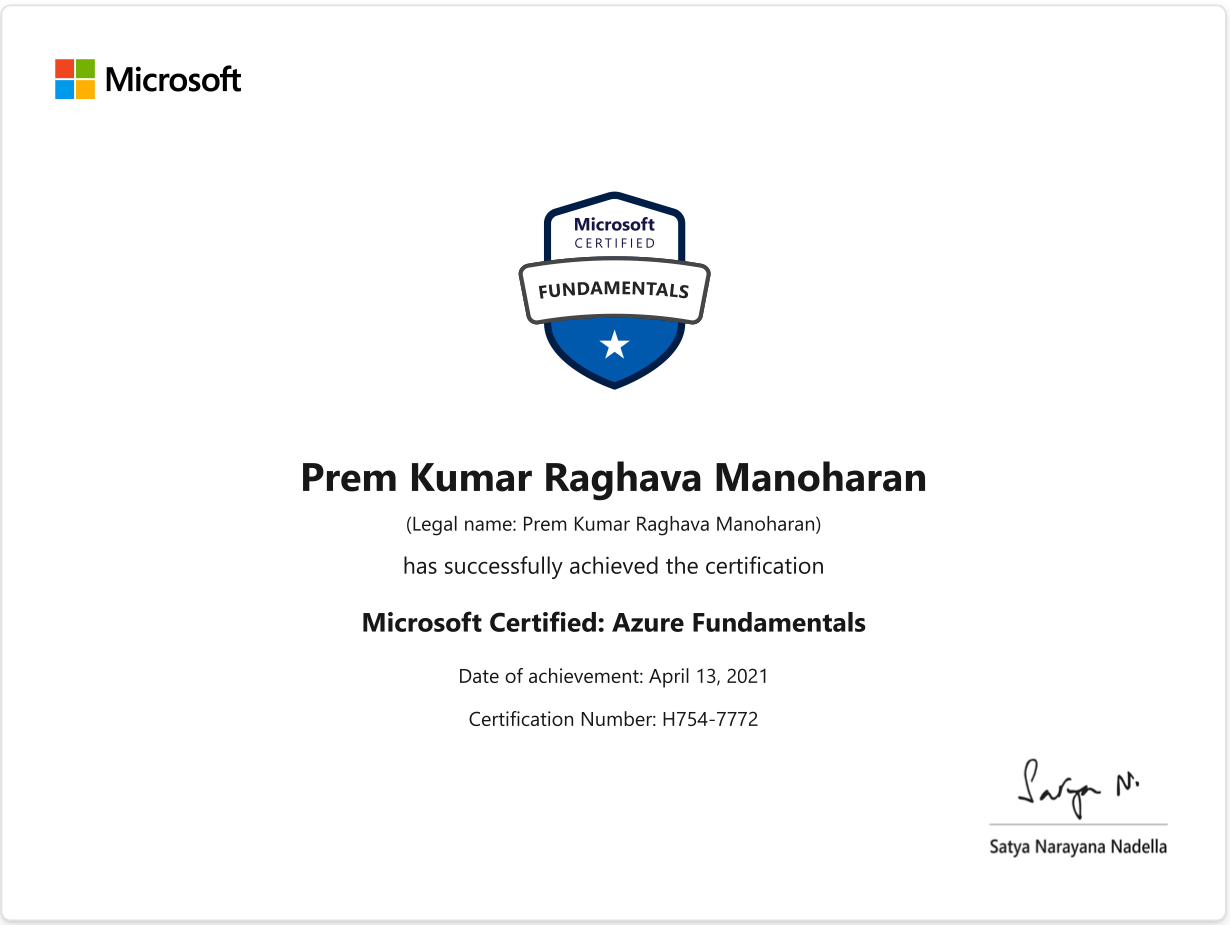 Microsoft
Microsoft
CERTIFIED
FUNDAMENTALS
Prem Kumar Raghava Manoharan
(Legal name: Prem Kumar Raghava Manoharan)
has successfully achieved the certification
Microsoft Certified: Azure Fundamentals
Date of achievement: April 13, 2021
Certification Number: H754-7772
Satya N.
Satya Narayana Nadella